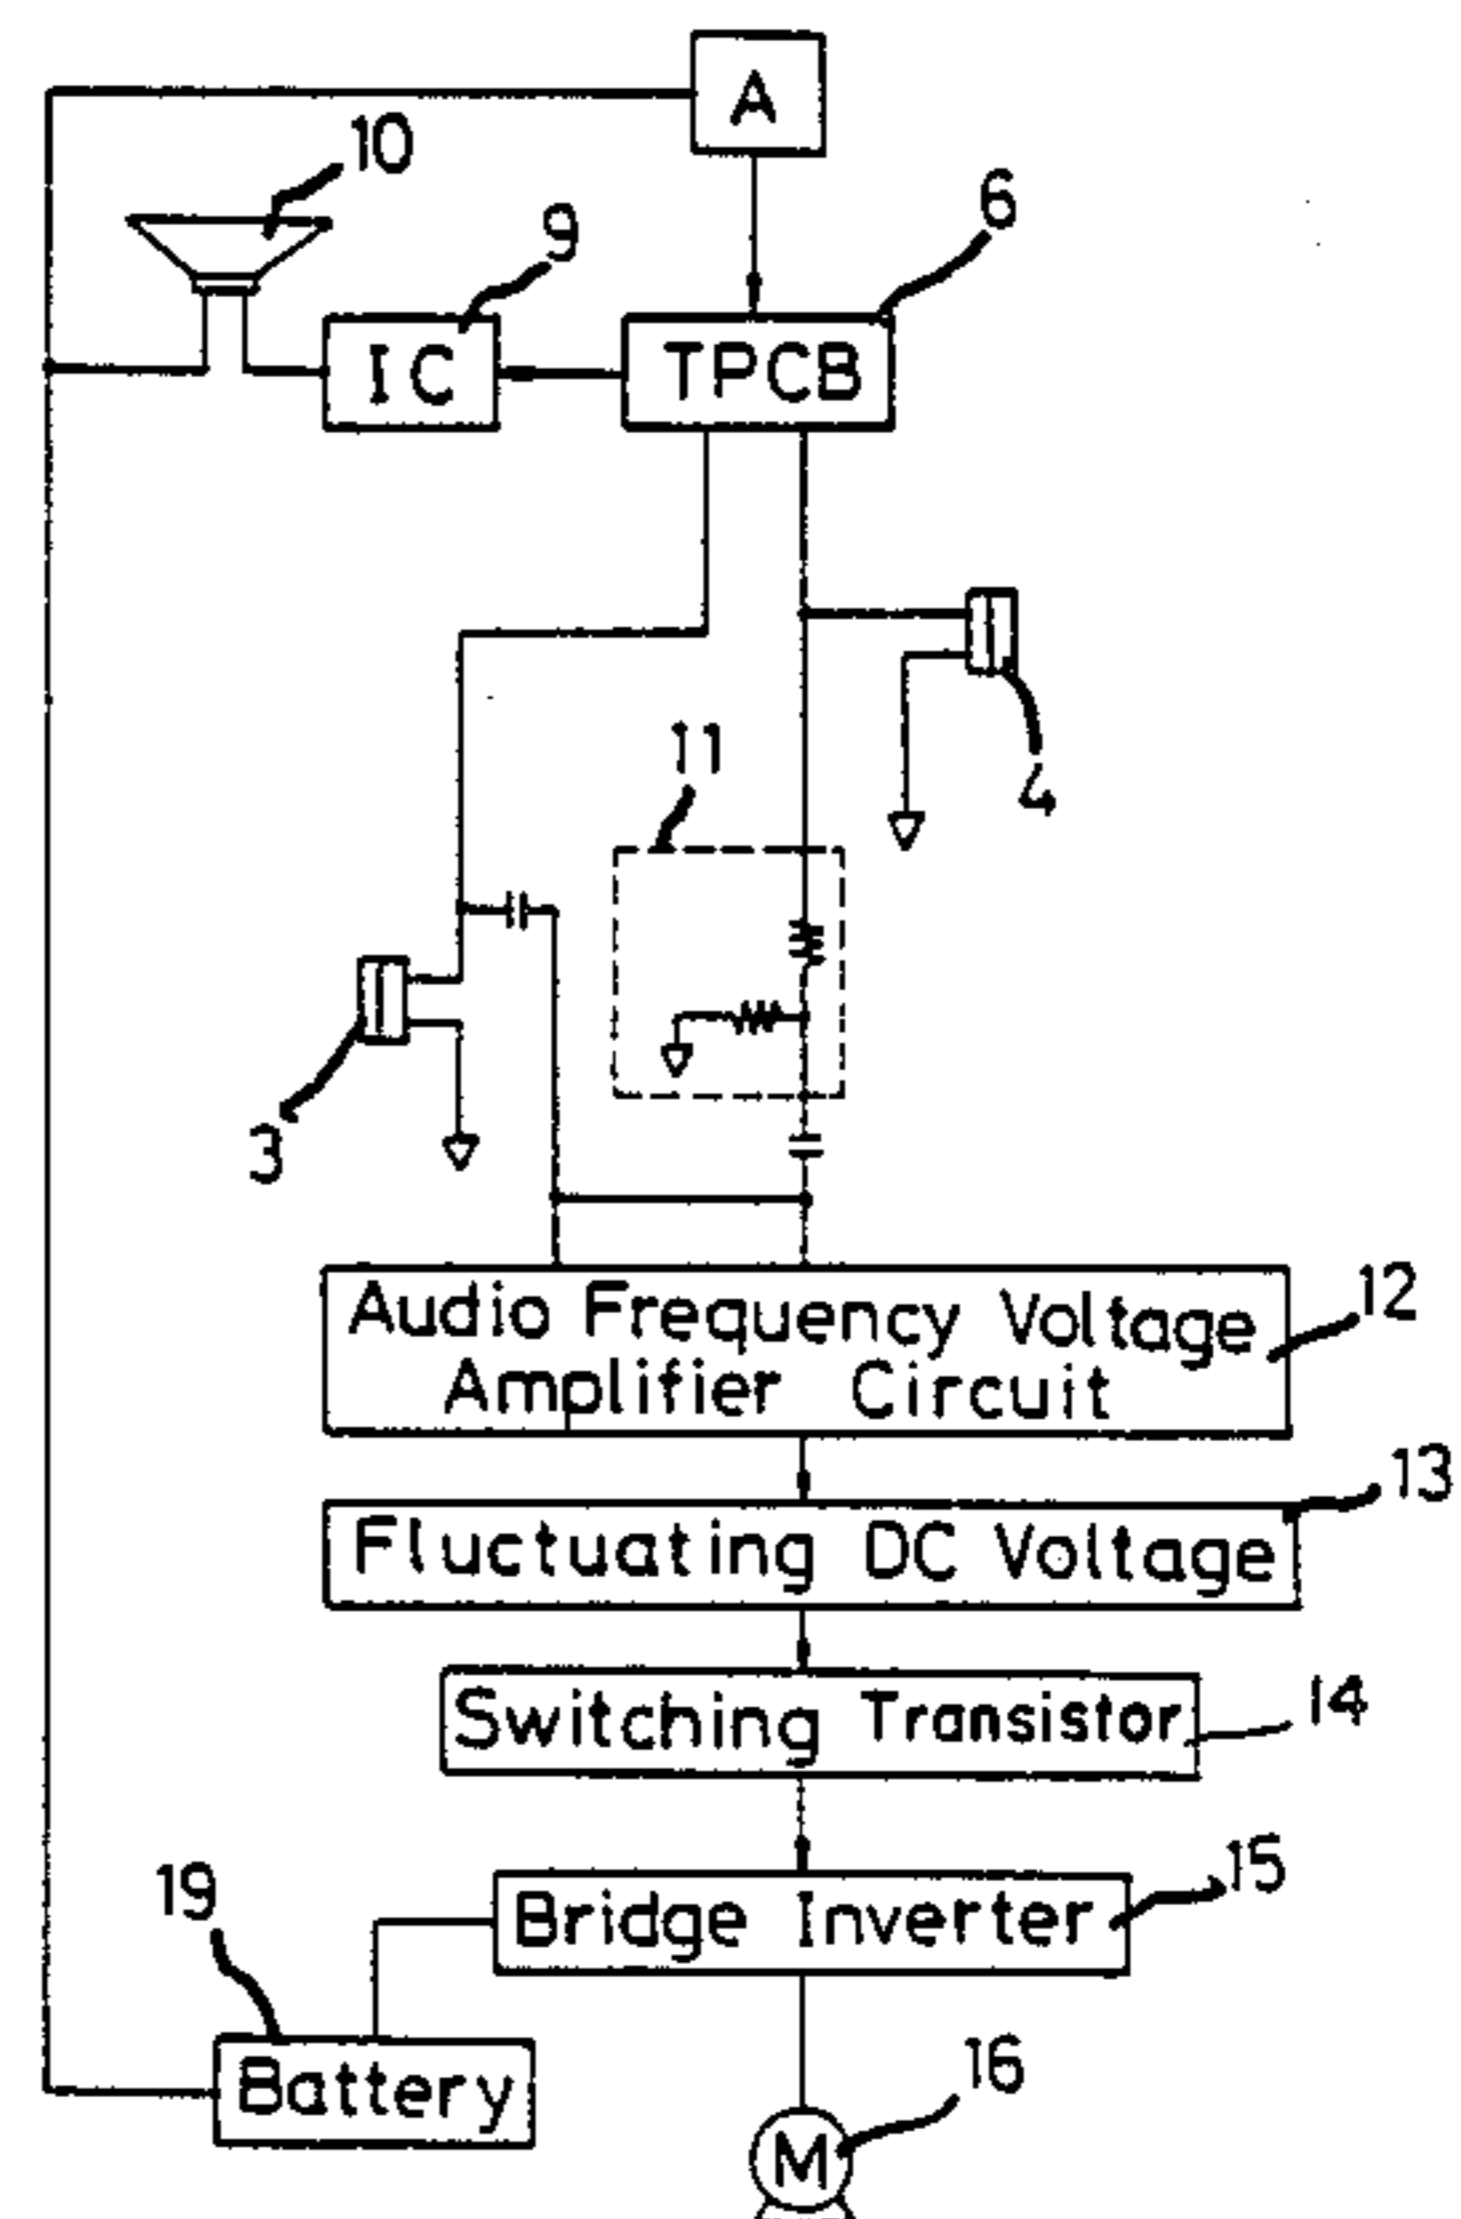 A
10
6
9
IC
TPCB
4
11
3
12
Audio Frequency Voltage
Amplifier Circuit
13
Fluctuating DC Voltage
14
Switching Transistor
15
Bridge Inverter
19
Battery
16
M